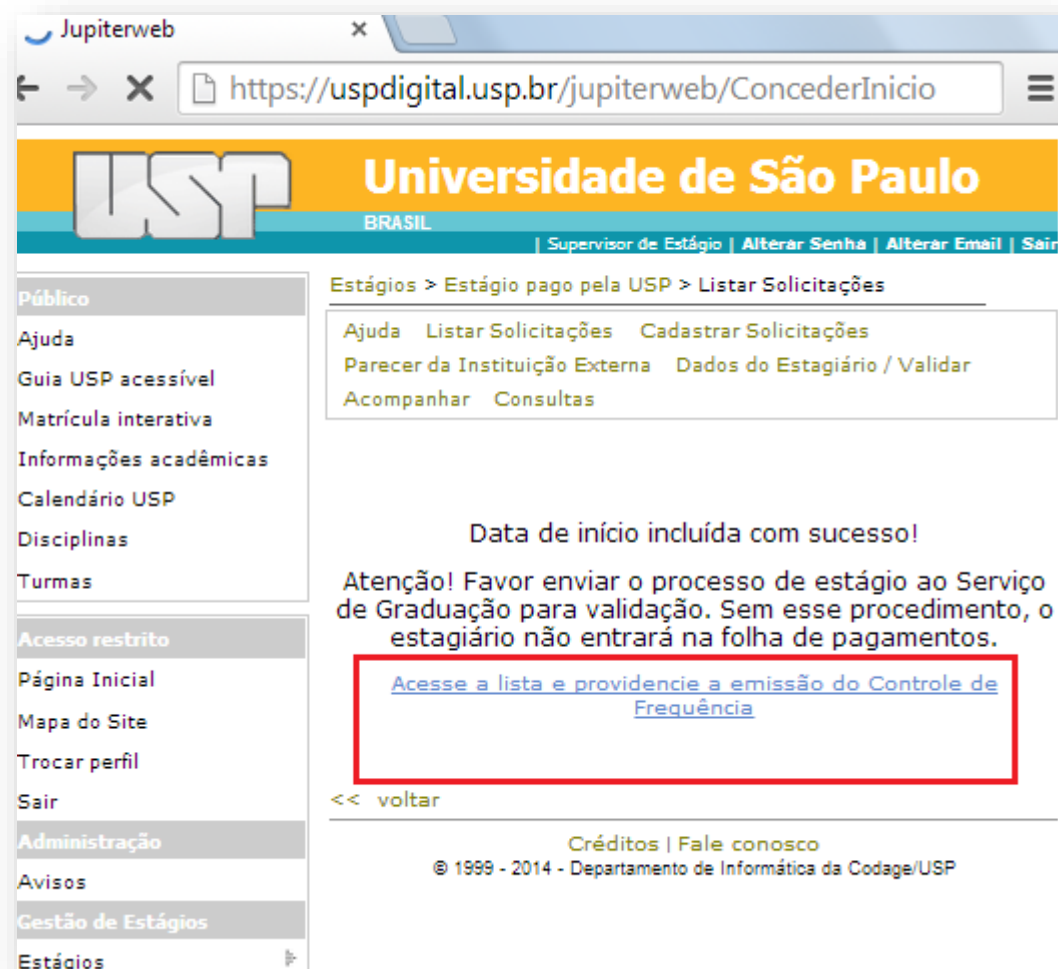 Jupiterweb
https://uspdigital.usp.br/jupiterweb/ConcederInicio
USP
Universidade de São Paulo
BRASIL
| Supervisor de Estágio | Alterar Senha | Alterar Email | Sair
Público
Ajuda
Guia USP acessível
Matrícula interativa
Informações acadêmicas
Calendário USP
Disciplinas
Turmas
Acesso restrito
Página Inicial
Mapa do Site
Trocar perfil
Sair
Administração
Avisos
Gestão de Estágios
Estágios
Estágios > Estágio pago pela USP > Listar Solicitações
Ajuda Listar Solicitações Cadastrar Solicitações
Parecer da Instituição Externa Dados do Estagiário / Validar
Acompanhar Consultas
Data de início incluída com sucesso!
Atenção! Favor enviar o processo de estágio ao Serviço
de Graduação para validação. Sem esse procedimento, o
estagiário não entrará na folha de pagamentos.
Acesse a lista e providencie a emissão do Controle de
Frequência
<< voltar
Créditos | Fale conosco
© 1999 - 2014 - Departamento de Informática da Codage/USP